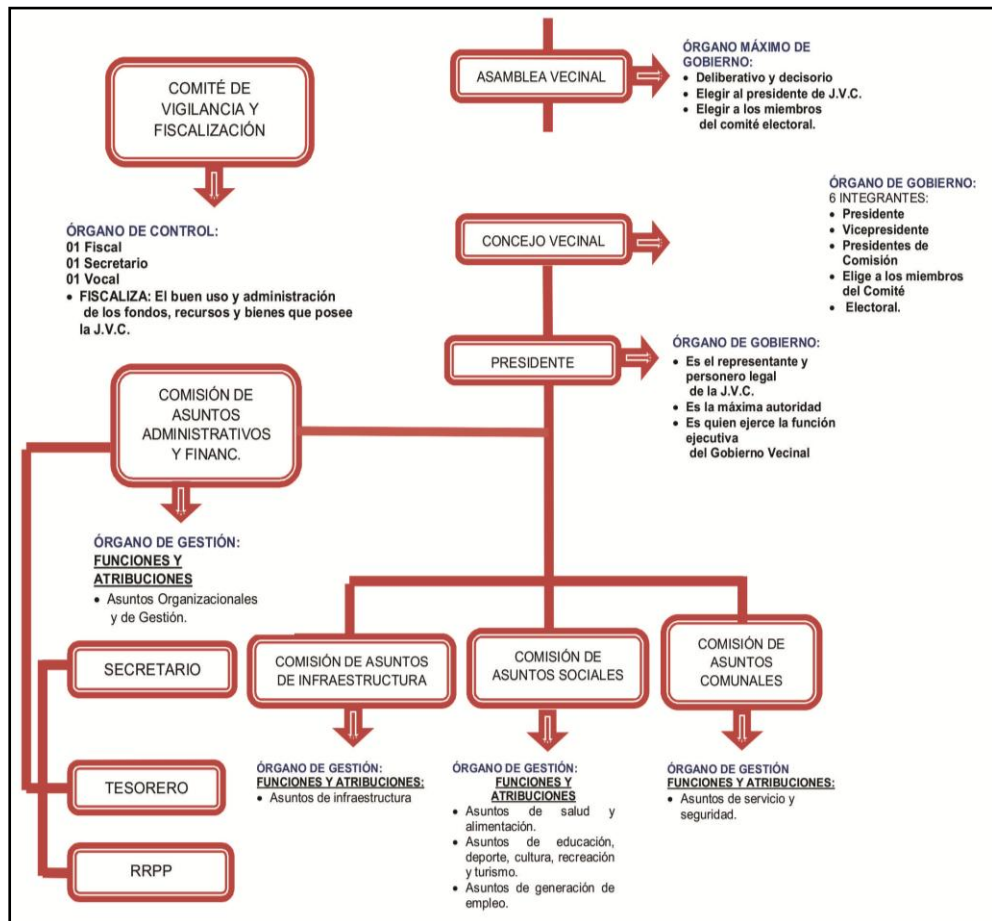 COMITÉ DE
VIGILANCIA Y
FISCALIZACIÓN
ÓRGANO DE CONTROL:
01 Fiscal
01 Secretario
01 Vocal
• FISCALIZA: El buen uso y administración
de los fondos, recursos y bienes que posee
la J.V.C.
ASAMBLEA VECINAL
ÓRGANO MÁXIMO DE
GOBIERNO:
• Deliberativo y decisorio
• Elegir al presidente de J.V.C.
• Elegir a los miembros
del comité electoral.
CONCEJO VECINAL
ÓRGANO DE GOBIERNO:
6 INTEGRANTES:
• Presidente
• Vicepresidente
• Presidentes de
Comisión
• Elige a los miembros
del Comité
• Electoral.
PRESIDENTE
ÓRGANO DE GOBIERNO:
• Es el representante y
personero legal
de la J.V.C.
• Es la máxima autoridad
• Es quien ejerce la función
ejecutiva
del Gobierno Vecinal
COMISIÓN DE
ASUNTOS
ADMINISTRATIVOS
Y FINANC.
ÓRGANO DE GESTIÓN:
FUNCIONES Y
ATRIBUCIONES
• Asuntos Organizacionales
y de Gestión.
SECRETARIO
TESORERO
RRPP
COMISIÓN DE ASUNTOS
DE INFRAESTRUCTURA
ÓRGANO DE GESTIÓN:
FUNCIONES Y ATRIBUCIONES:
• Asuntos de infraestructura
COMISIÓN DE
ASUNTOS SOCIALES
ÓRGANO DE GESTIÓN:
FUNCIONES Y
ATRIBUCIONES
• Asuntos de salud y
alimentación.
• Asuntos de educación,
deporte, cultura, recreación
y turismo.
• Asuntos de generación de
empleo.
COMISIÓN DE
ASUNTOS
COMUNALES
ÓRGANO DE GESTIÓN
FUNCIONES Y ATRIBUCIONES:
• Asuntos de servicio y
seguridad.